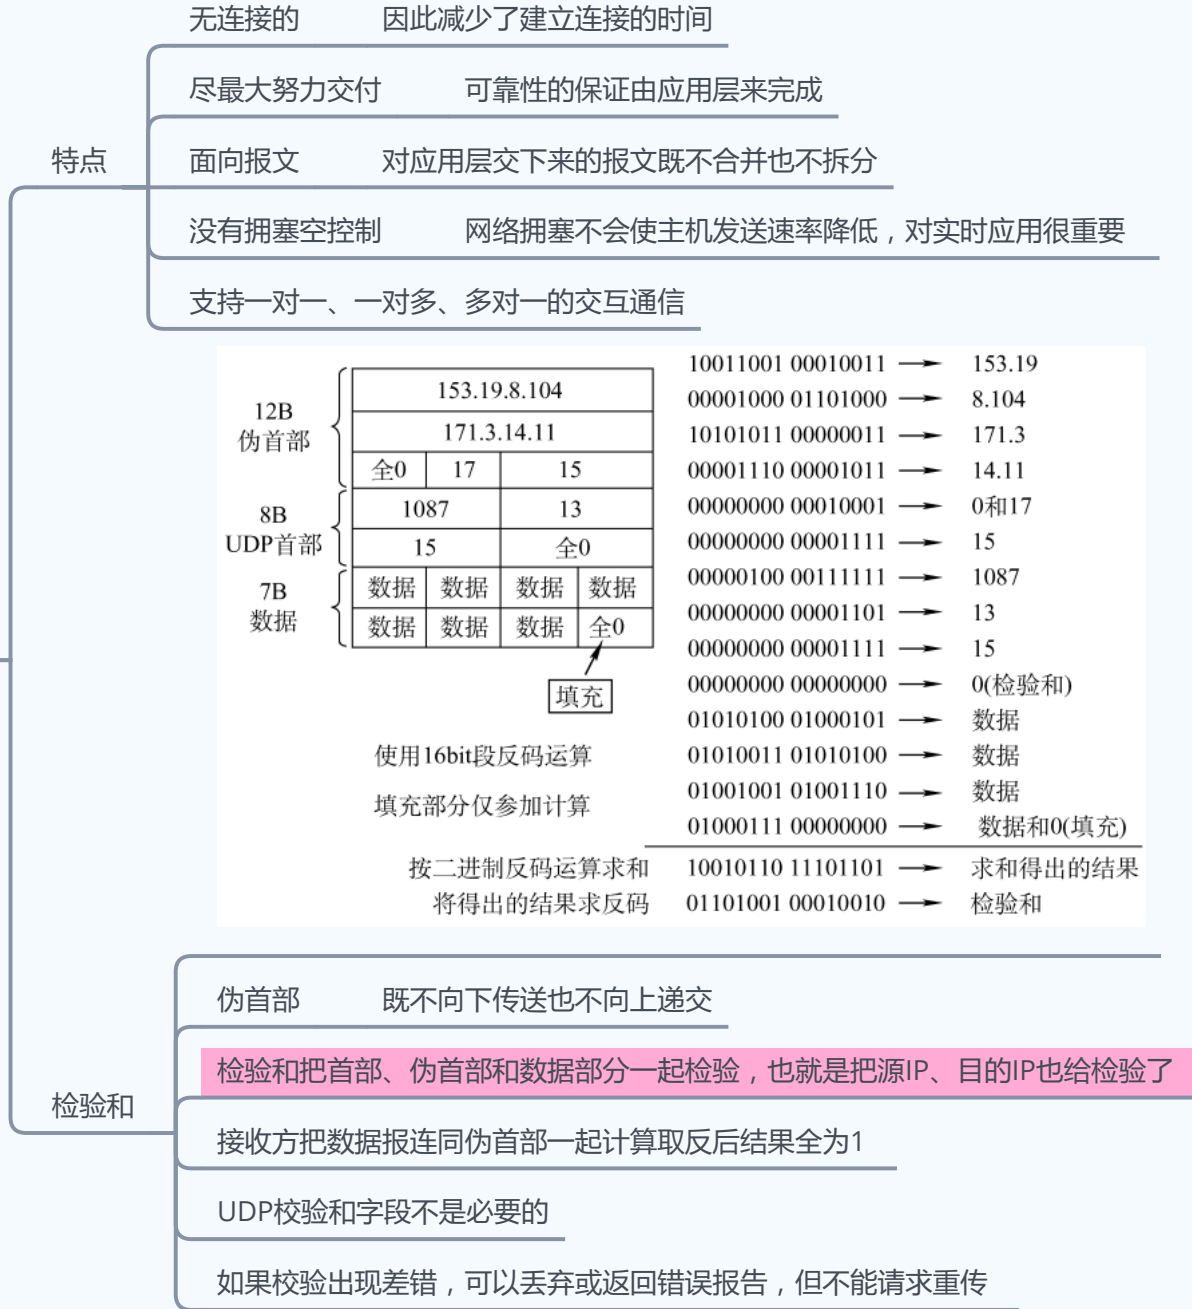 无连接的 因此减少了建立连接的时间
尽最大努力交付 可靠性的保证由应用层来完成
特点 面向报文 对应用层交下来的报文既不合并也不拆分
没有拥塞空控制 网络拥塞不会使主机发送速率降低，对实时应用很重要
支持一对一、一对多、多对一的交互通信
12B
伪首部
153.19.8.104
171.3.14.11
全0 17 15
8B
UDP首部
1087 13
15 全0
7B
数据
数据 数据 数据 数据
数据 数据 数据 全0
填充
使用16bit段反码运算
填充部分仅参加计算
10011001 00010011 → 153.19
00001000 01101000 → 8.104
10101011 00000011 → 171.3
00001110 00001011 → 14.11
00000000 00010001 → 0和17
00000000 00001111 → 15
00000100 00111111 → 1087
00000000 00001101 → 13
00000000 00001111 → 15
00000000 00000000 → 0(检验和)
01010100 01000101 → 数据
01010011 01010100 → 数据
01001001 01001110 → 数据
01000111 00000000 → 数据和0(填充)
按二进制反码运算求和 10010110 11101101 → 求和得出的结果
将得出的结果求反码 01101001 00010010 → 检验和
伪首部 既不向下传送也不向上递交
检验和把首部、伪首部和数据部分一起检验，也就是把源IP、目的IP也给检验了
检验和
接收方把数据报连同伪首部一起计算取反后结果全为1
UDP校验和字段不是必要的
如果校验出现差错，可以丢弃或返回错误报告，但不能请求重传